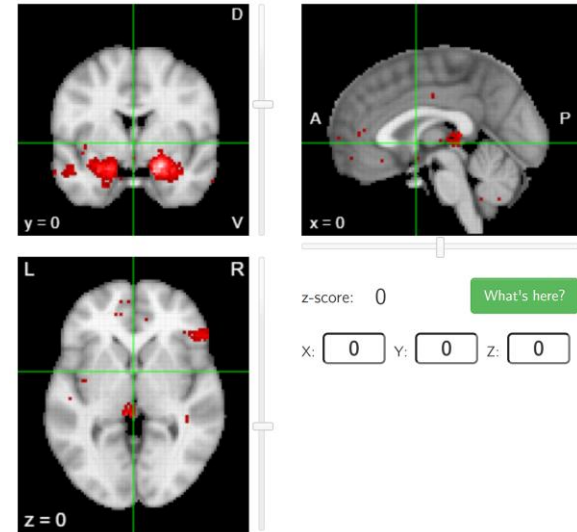 D
y = 0
V
A
P
x = 0
L
R
z = 0
z-score: 0
What's here?
X: 0 Y: 0 Z: 0